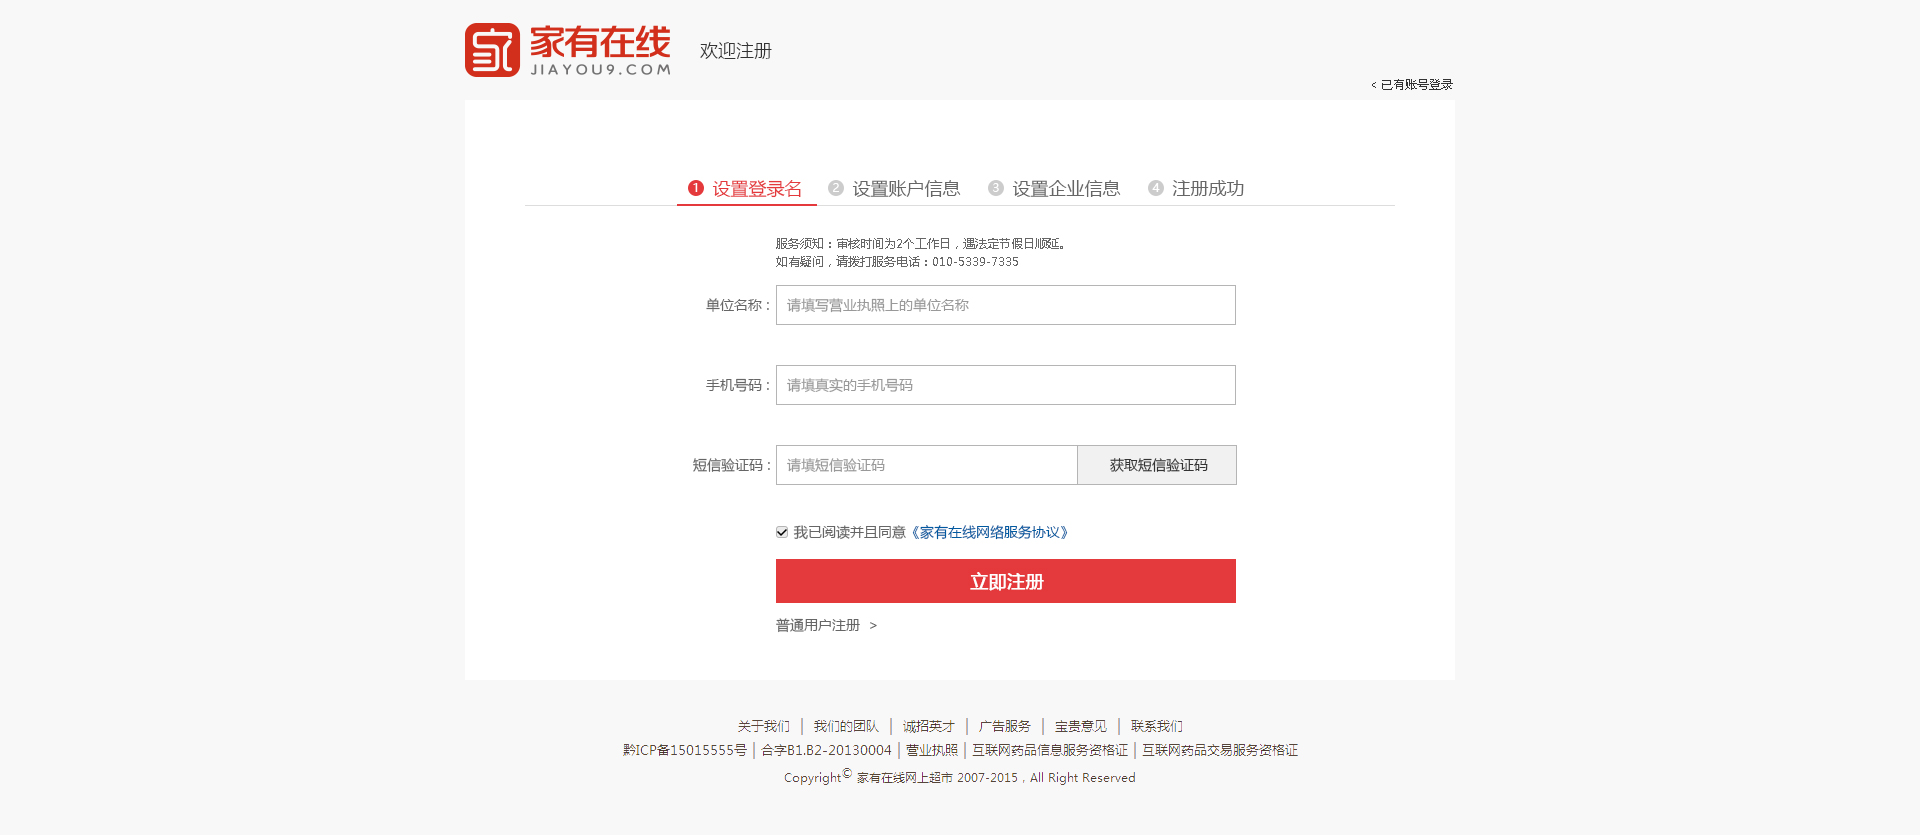 家有在线
JIAYOU9.COM
欢迎注册
< 已有账号登录
1 设置登录名 2 设置账户信息 3 设置企业信息 4 注册成功
服务须知：审核时间为2个工作日，遇法定节假日顺延。
如有疑问，请拨打服务电话：010-5339-7335
单位名称： 请填写营业执照上的单位名称
手机号码： 请填真实的手机号码
短信验证码： 请填短信验证码 获取短信验证码
我已阅读并且同意《家有在线网络服务协议》
立即注册
普通用户注册 >
关于我们 | 我们的团队 | 诚招英才 | 广告服务 | 宝贵意见 | 联系我们
黔ICP备15015555号 | 合字B1.B2-20130004 | 营业执照 | 互联网药品信息服务资格证 | 互联网药品交易服务资格证
Copyright© 家有在线网上超市 2007-2015，All Right Reserved